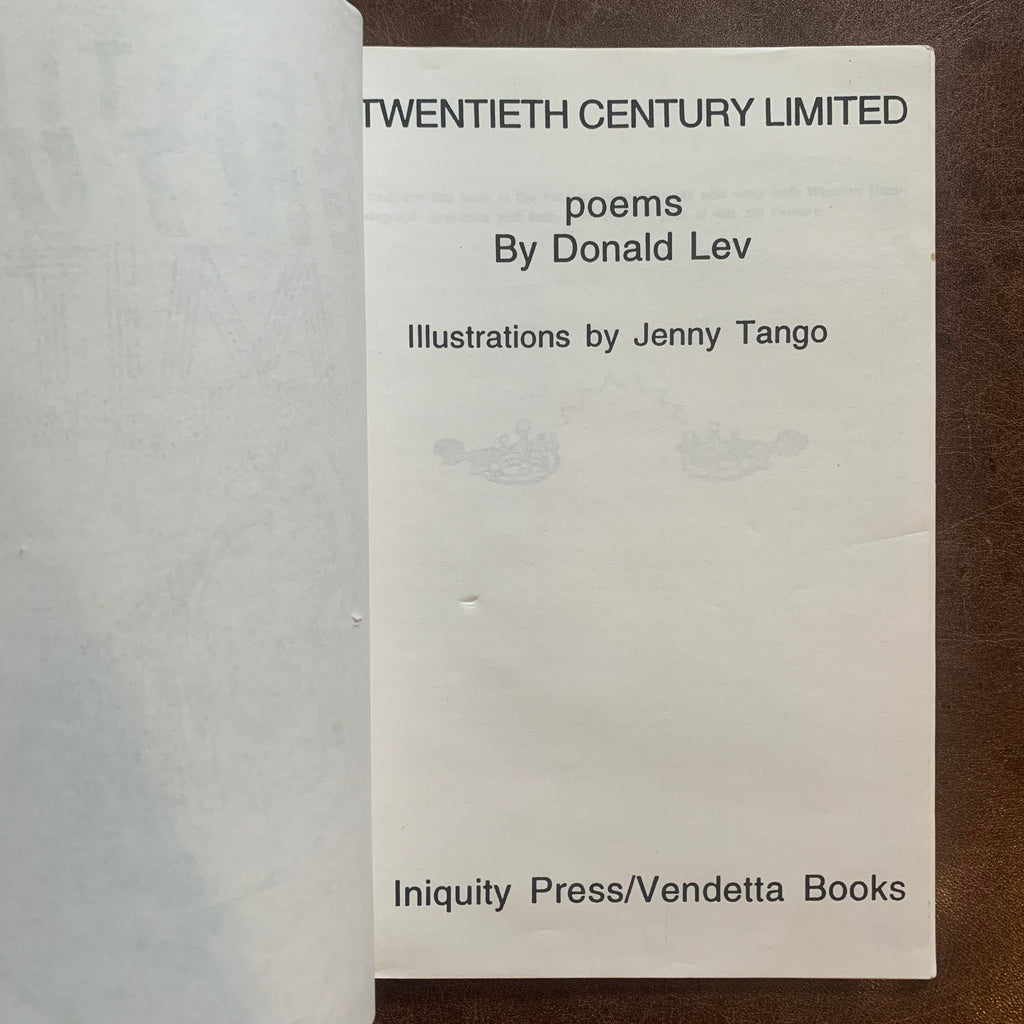 TWENTIETH CENTURY LIMITED
poems
By Donald Lev
Illustrations by Jenny Tango
Iniquity Press/Vendetta Books